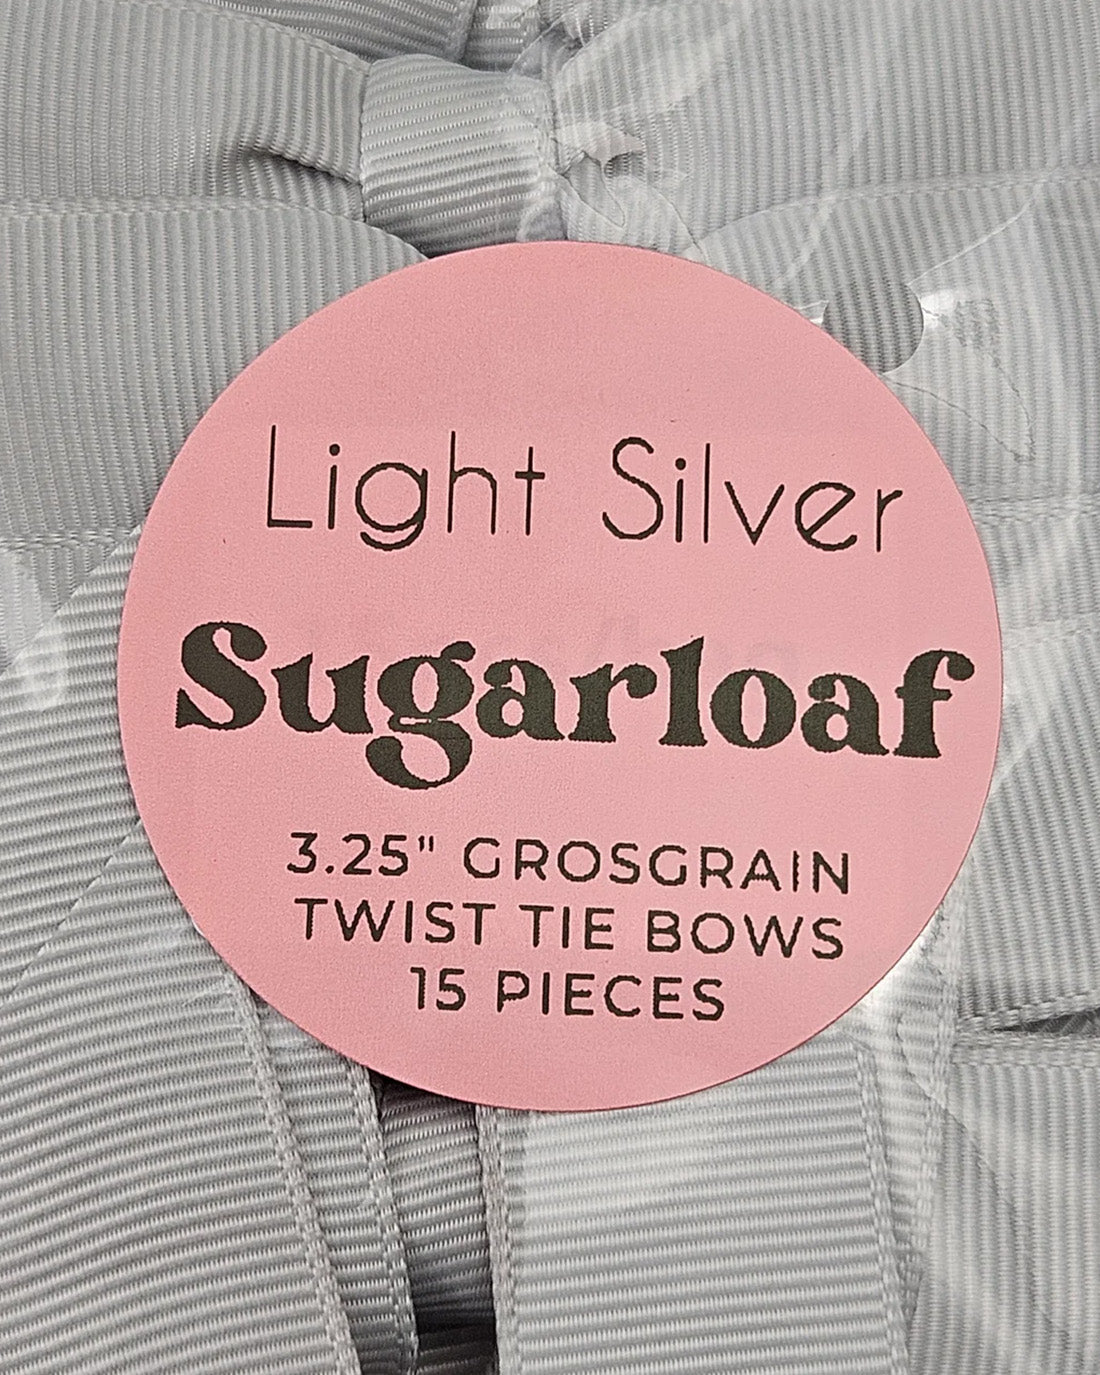 Light Silver
Sugarloaf
3.25" GROSGRAIN
TWIST TIE BOWS
15 PIECES